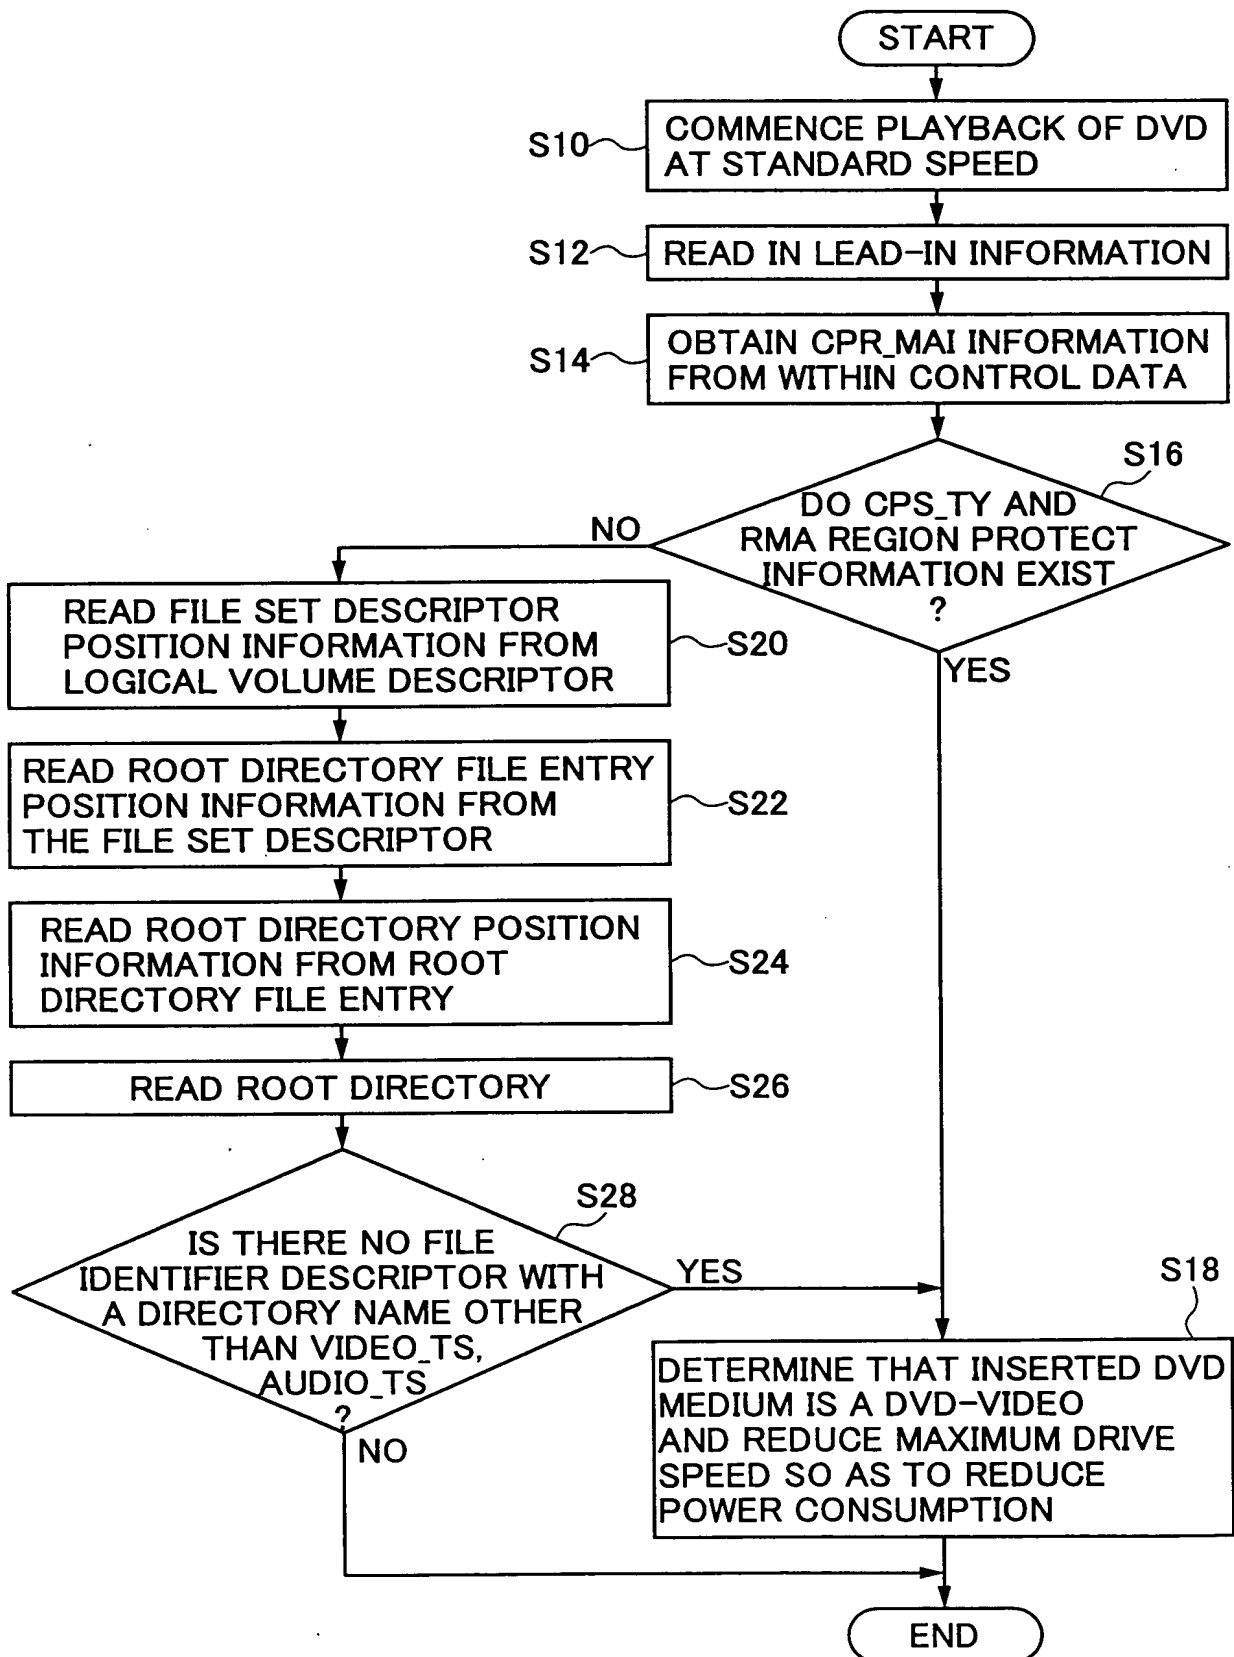 START
S10
COMMENCE PLAYBACK OF DVD
AT STANDARD SPEED
S12
READ IN LEAD-IN INFORMATION
S14
OBTAIN CPR_MAI INFORMATION
FROM WITHIN CONTROL DATA
S16
DO CPS_TY AND
RMA REGION PROTECT
INFORMATION EXIST
?
NO
YES
READ FILE SET DESCRIPTOR
POSITION INFORMATION FROM
LOGICAL VOLUME DESCRIPTOR
S20
READ ROOT DIRECTORY FILE ENTRY
POSITION INFORMATION FROM
THE FILE SET DESCRIPTOR
S22
READ ROOT DIRECTORY POSITION
INFORMATION FROM ROOT
DIRECTORY FILE ENTRY
S24
READ ROOT DIRECTORY
S26
S28
IS THERE NO FILE
IDENTIFIER DESCRIPTOR WITH
A DIRECTORY NAME OTHER
THAN VIDEO_TS,
AUDIO_TS
?
YES
NO
S18
DETERMINE THAT INSERTED DVD
MEDIUM IS A DVD-VIDEO
AND REDUCE MAXIMUM DRIVE
SPEED SO AS TO REDUCE
POWER CONSUMPTION
END